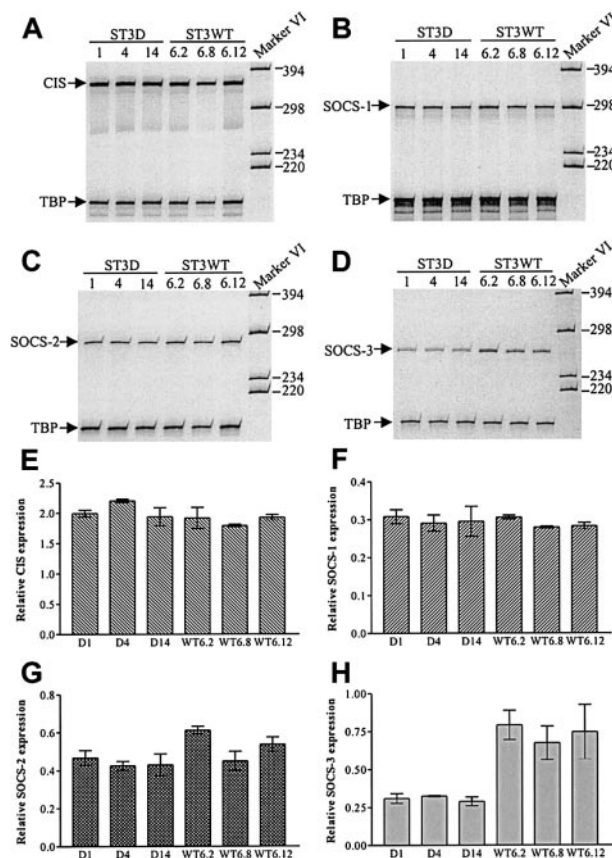 A
ST3D ST3WT
1 4 14 6.2 6.8 6.12 Marker VI
CIS
394
298
234
220
TBP
B
ST3D ST3WT
1 4 14 6.2 6.8 6.12 Marker VI
SOCS-1
394
298
234
220
TBP
C
ST3D ST3WT
1 4 14 6.2 6.8 6.12 Marker VI
SOCS-2
394
298
234
220
TBP
D
ST3D ST3WT
1 4 14 6.2 6.8 6.12 Marker VI
SOCS-3
394
298
234
220
TBP
E
Relative CIS expression
2.5
2.0
1.5
1.0
0.5
0.0
D1 D4 D14 WT6.2 WT6.8 WT6.12
F
Relative SOCS-1 expression
0.4
0.3
0.2
0.1
0.0
D1 D4 D14 WT6.2 WT6.8 WT6.12
G
Relative SOCS-2 expression
0.8
0.6
0.4
0.2
0
D1 D4 D14 WT6.2 WT6.8 WT6.12
H
Relative SOCS-3 expression
1.00
0.75
0.50
0.25
0
D1 D4 D14 WT6.2 WT6.8 WT6.12